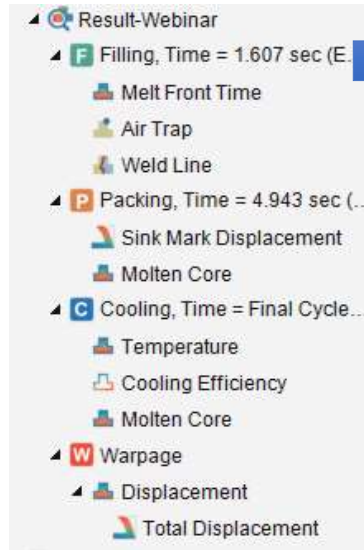 Result-Webinar
F Filling, Time = 1.607 sec (E.
Melt Front Time
Air Trap
Weld Line
P Packing, Time = 4.943 sec (...
Sink Mark Displacement
Molten Core
C Cooling, Time = Final Cycle...
Temperature
Cooling Efficiency
Molten Core
W Warpage
Displacement
Total Displacement